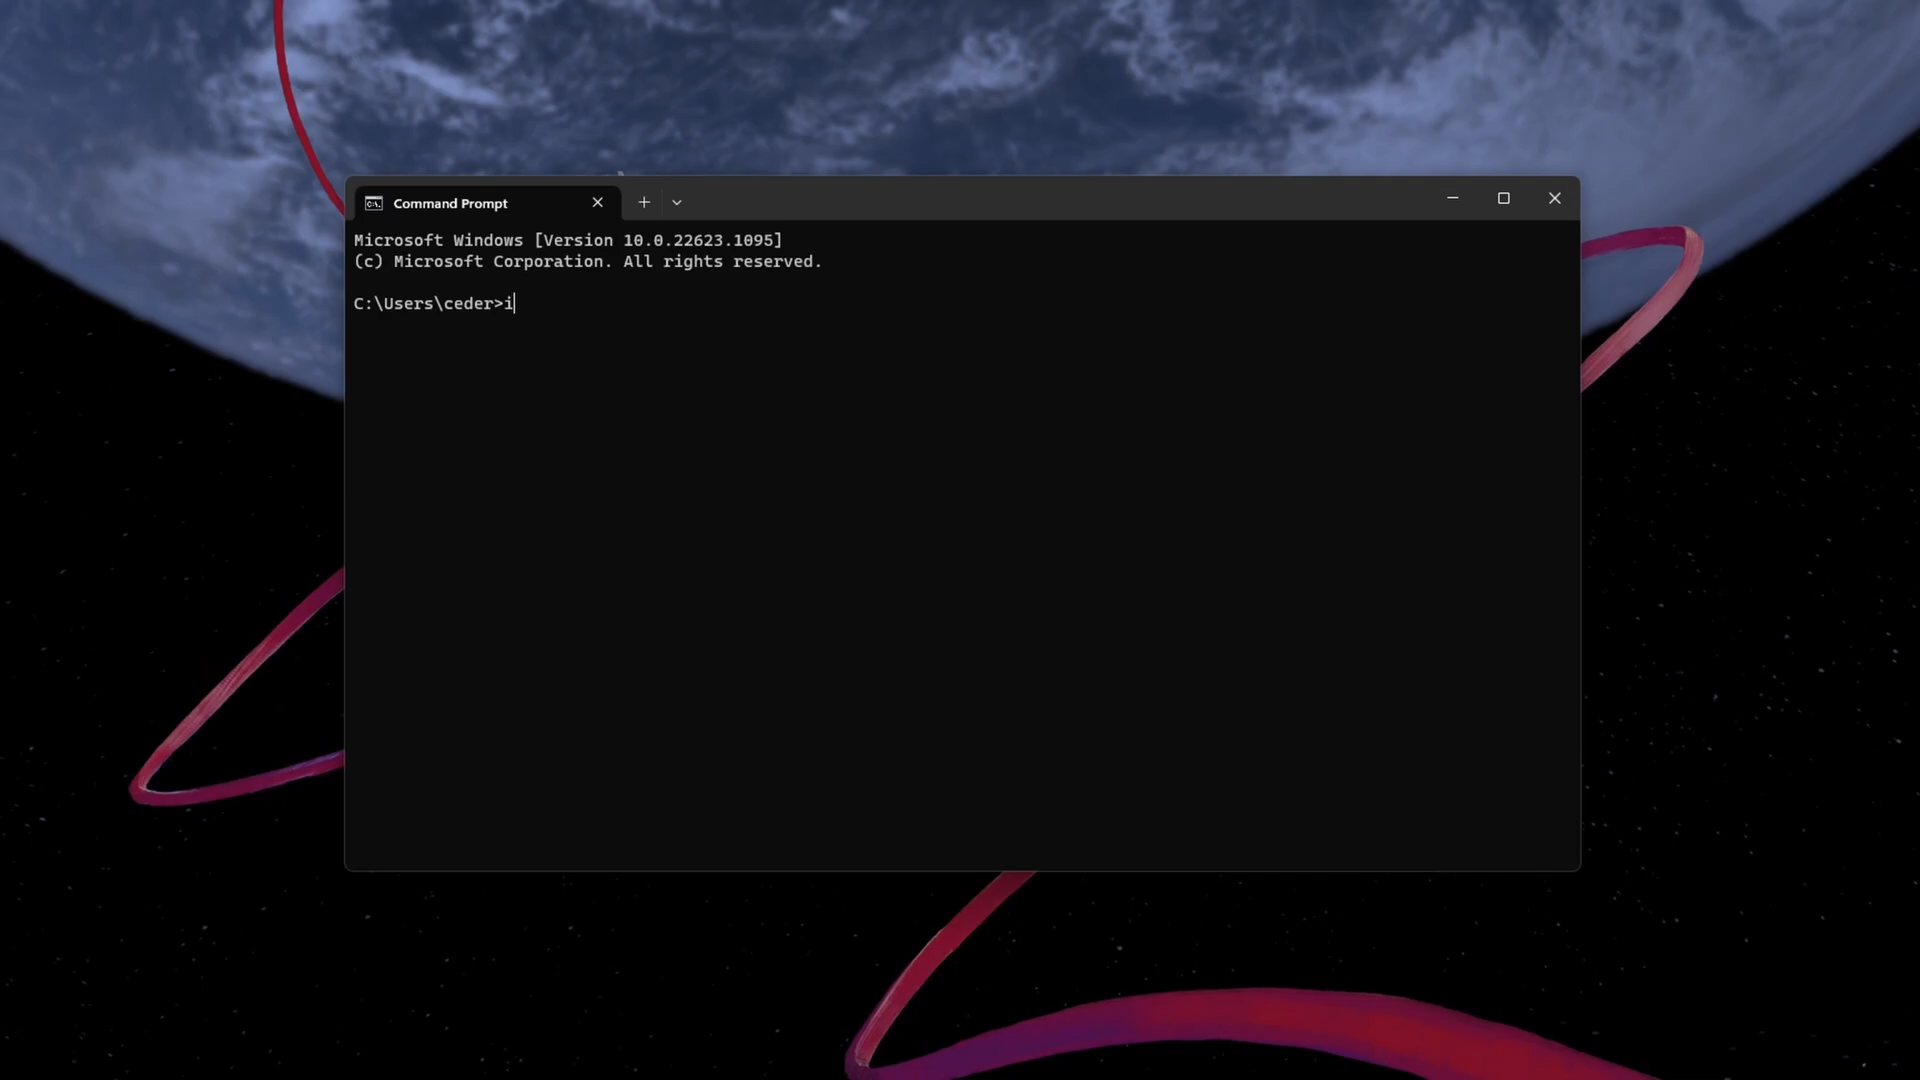 Command Prompt
Microsoft Windows [Version 10.0.22623.1095]
(c) Microsoft Corporation. All rights reserved.
C:\Users\ceder>i